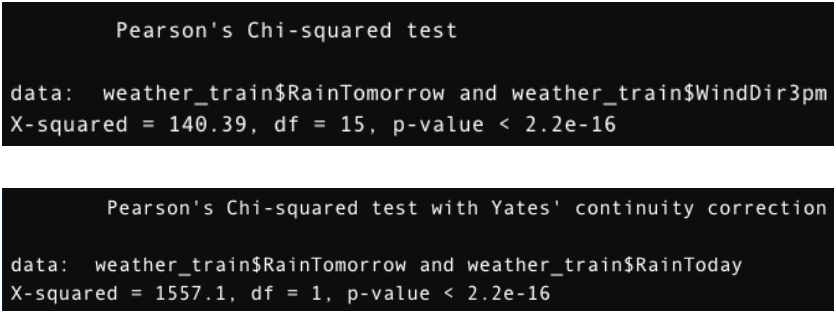 Pearson's Chi-squared test
data:  weather_train$RainTomorrow and weather_train$WindDir3pm
X-squared = 140.39, df = 15, p-value < 2.2e-16
Pearson's Chi-squared test with Yates' continuity correction
data:  weather_train$RainTomorrow and weather_train$RainToday
X-squared = 1557.1, df = 1, p-value < 2.2e-16